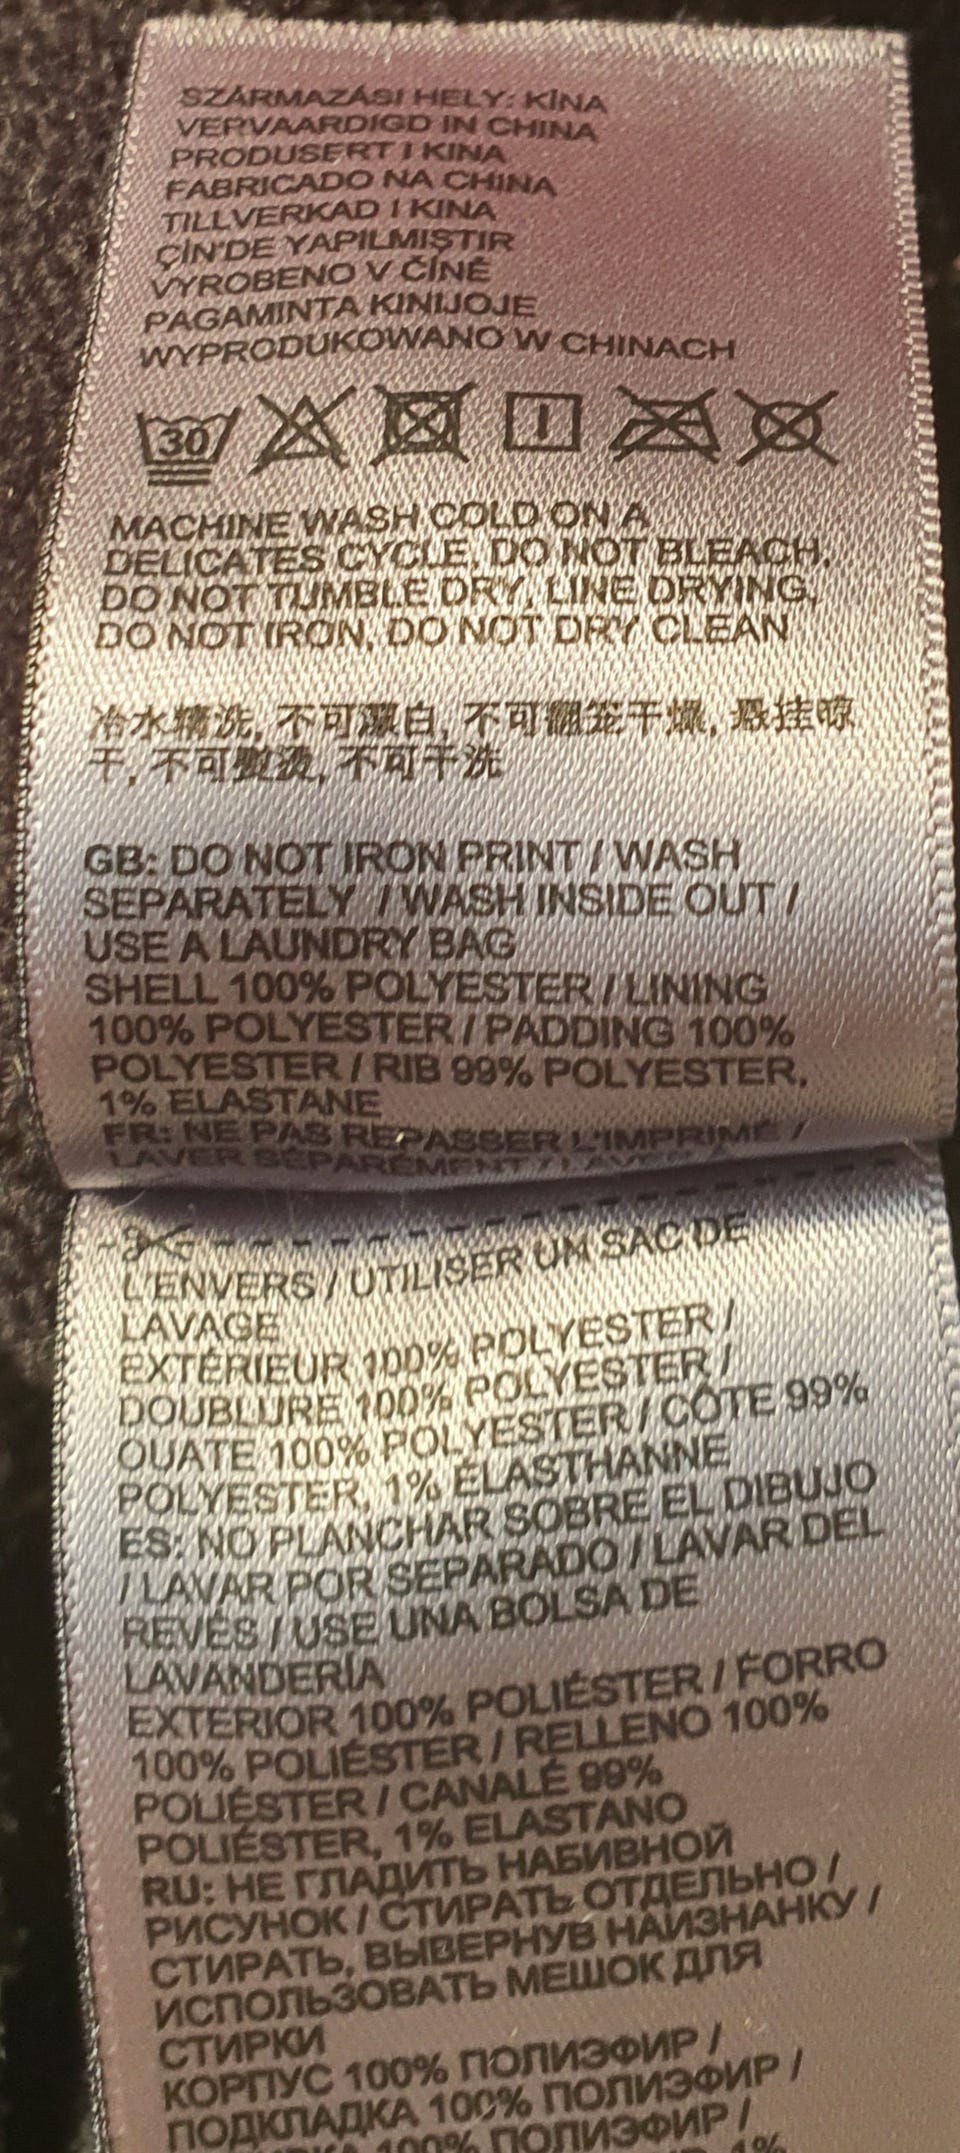 SZÁRMAZÁSI HELY: KÍNA
VERVAARDIGD IN CHINA
PRODUSERT I KINA
FABRICADO NA CHINA
TILLVERKAD I KINA
ÇİN'DE YAPILMIŞTIR
VYROBENO V ČÍNĚ
PAGAMINTA KINIJOJE
WYPRODUKOWANO W CHINACH
30
MACHINE WASH COLD ON A
DELICATES CYCLE, DO NOT BLEACH,
DO NOT TUMBLE DRY, LINE DRYING,
DO NOT IRON, DO NOT DRY CLEAN
冷水精洗, 不可漂白, 不可翻笼干燥, 悬挂晾
干, 不可熨烫, 不可干洗
GB: DO NOT IRON PRINT / WASH
SEPARATELY / WASH INSIDE OUT /
USE A LAUNDRY BAG
SHELL 100% POLYESTER / LINING
100% POLYESTER / PADDING 100%
POLYESTER / RIB 99% POLYESTER,
1% ELASTANE
FR: NE PAS REPASSER L'IMPRIMÉ /
LAVER SÉPARÉMENT /
L'ENVERS / UTILISER UN SAC DE
LAVAGE
EXTÉRIEUR 100% POLYESTER /
DOUBLURE 100% POLYESTER /
OUATE 100% POLYESTER / CÔTE 99%
POLYESTER, 1% ÉLASTHANNE
ES: NO PLANCHAR SOBRE EL DIBUJO
/ LAVAR POR SEPARADO / LAVAR DEL
REVÉS / USE UNA BOLSA DE
LAVANDERÍA
EXTERIOR 100% POLIÉSTER / FORRO
100% POLIÉSTER / RELLENO 100%
POLIÉSTER / CANALÉ 99%
POLIÉSTER, 1% ELASTANO
RU: НЕ ГЛАДИТЬ НАБИВНОЙ
РИСУНОК / СТИРАТЬ ОТДЕЛЬНО /
СТИРАТЬ, ВЫВЕРНУВ НАИЗНАНКУ /
ИСПОЛЬЗОВАТЬ МЕШОК ДЛЯ
СТИРКИ
КОРПУС 100% ПОЛИЭФИР /
ПОДКЛАДКА 100% ПОЛИЭФИР /
100% ПОЛИЭФИР /
1%